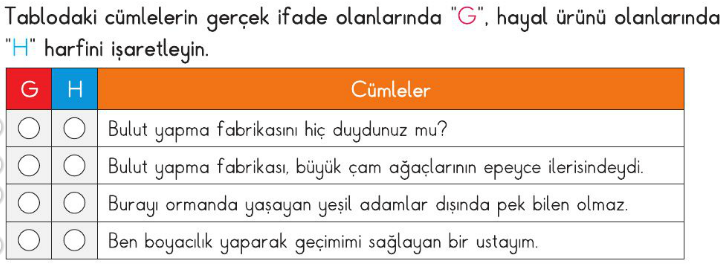 Tablodaki cümlelerin gerçek ifade olanlarında "G", hayal ürünü olanlarında
"H" harfini işaretleyin.
G H Cümleler
Bulut yapma fabrikasını hiç duydunuz mu?
Bulut yapma fabrikası, büyük çam ağaçlarının epeyce ilerisindeydi.
Burayı ormanda yaşayan yeşil adamlar dışında pek bilen olmaz.
Ben boyacılık yaparak geçimimi sağlayan bir ustayım.